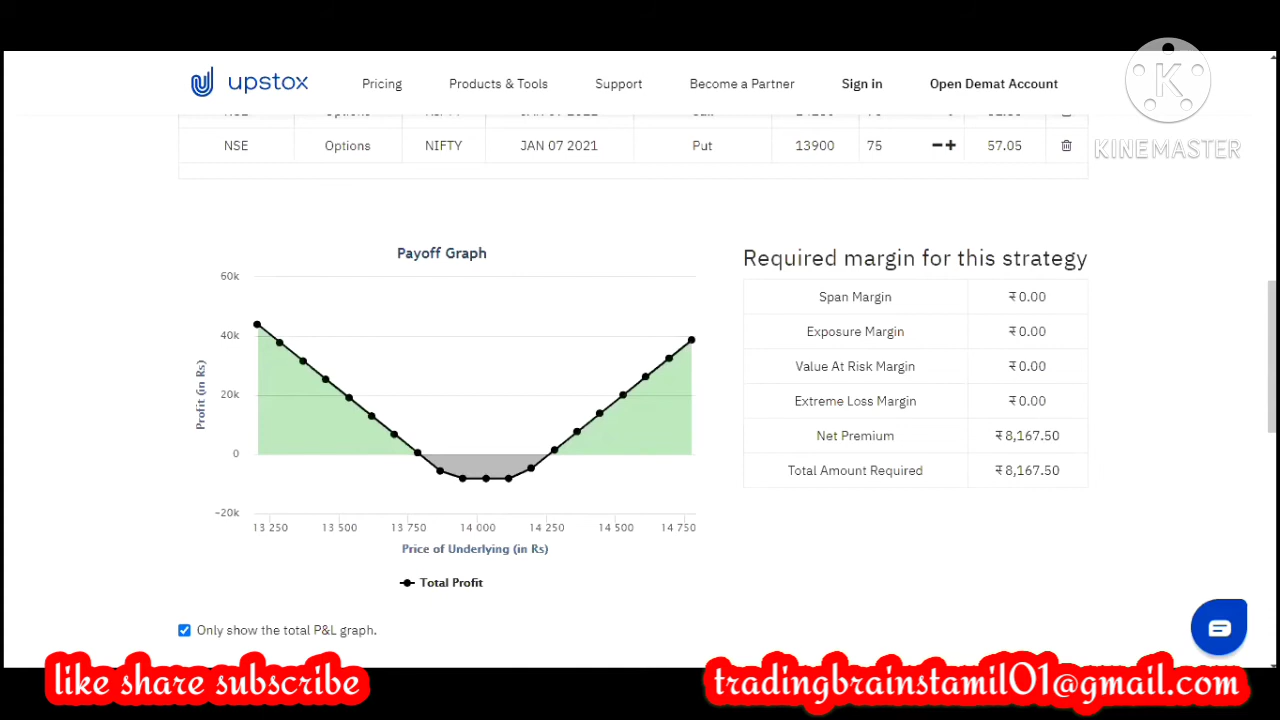 upstox Pricing Products & Tools Support Become a Partner Sign in Open Demat Account
K
KINEMASTER
NSE Options NIFTY JAN 07 2021 Put 13900 75 57.05
Payoff Graph
60k
40k
20k
0
-20k
Profit (in Rs)
13 250 13 500 13 750 14 000 14 250 14 500 14 750
Price of Underlying (in Rs)
Total Profit
Only show the total P&L graph.
Required margin for this strategy
Span Margin ₹ 0.00
Exposure Margin ₹ 0.00
Value At Risk Margin ₹ 0.00
Extreme Loss Margin ₹ 0.00
Net Premium ₹ 8,167.50
Total Amount Required ₹ 8,167.50
like share subscribe
tradingbrainstamil01@gmail.com